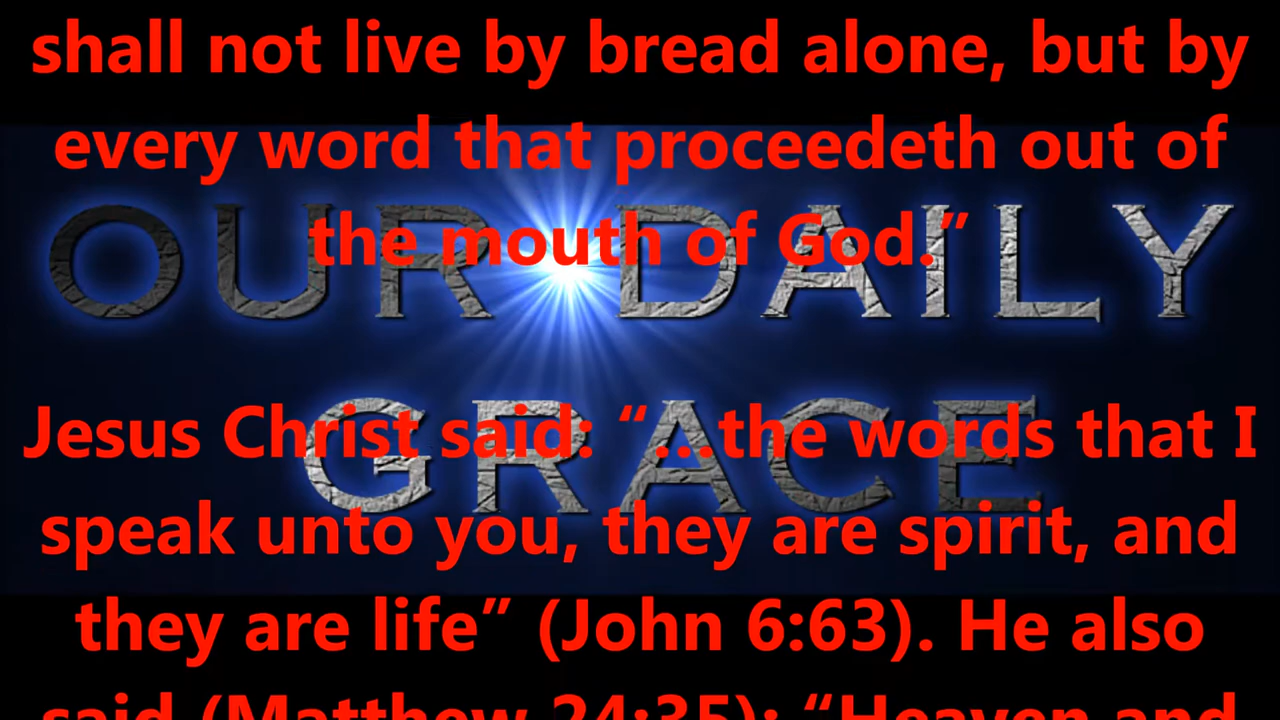 shall not live by bread alone, but by
every word that proceedeth out of
OUR DAILY
the mouth of God.”
GRACE
Jesus Christ said: “...the words that I
speak unto you, they are spirit, and
they are life” (John 6:63). He also
said (Matthew 24:35): “Heaven and